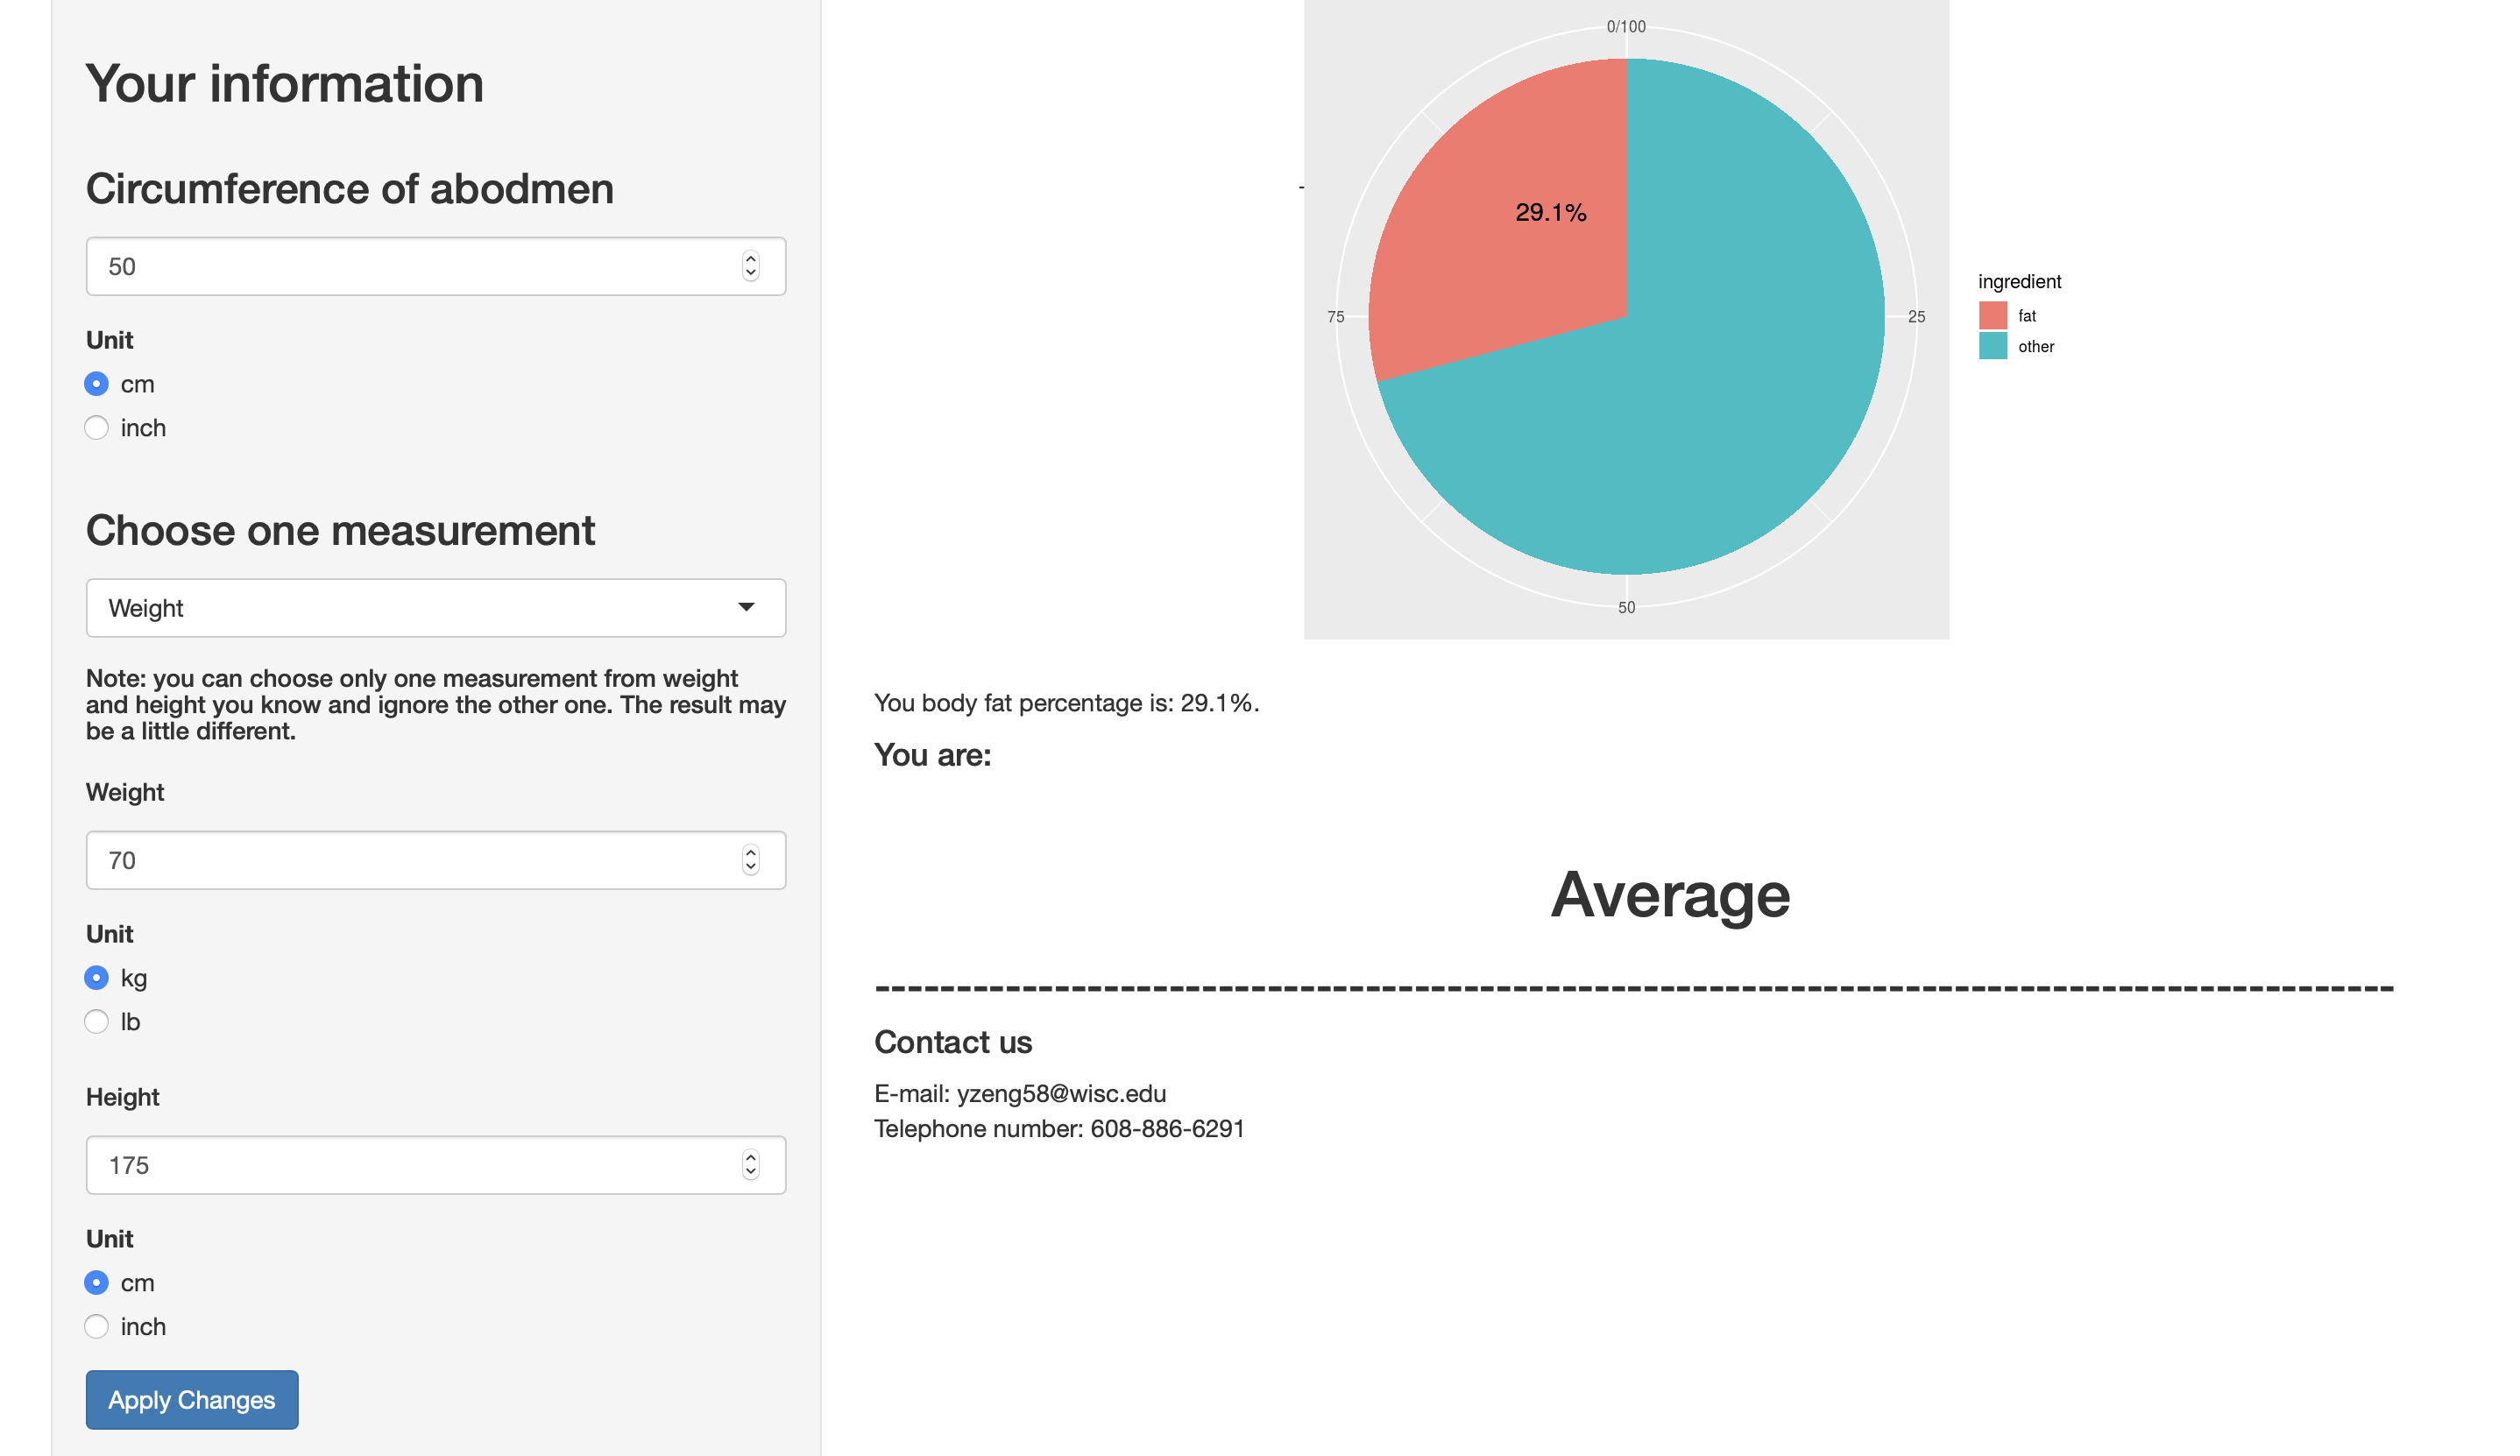 Your information
Circumference of abodmen
50
Unit
cm
inch
Choose one measurement
Weight
Note: you can choose only one measurement from weight
and height you know and ignore the other one. The result may
be a little different.
Weight
70
Unit
kg
lb
Height
175
Unit
cm
inch
Apply Changes
0/100
29.1%
75
25
50
ingredient
fat
other
You body fat percentage is: 29.1%.
You are:
Average
Contact us
E-mail: yzeng58@wisc.edu
Telephone number: 608-886-6291